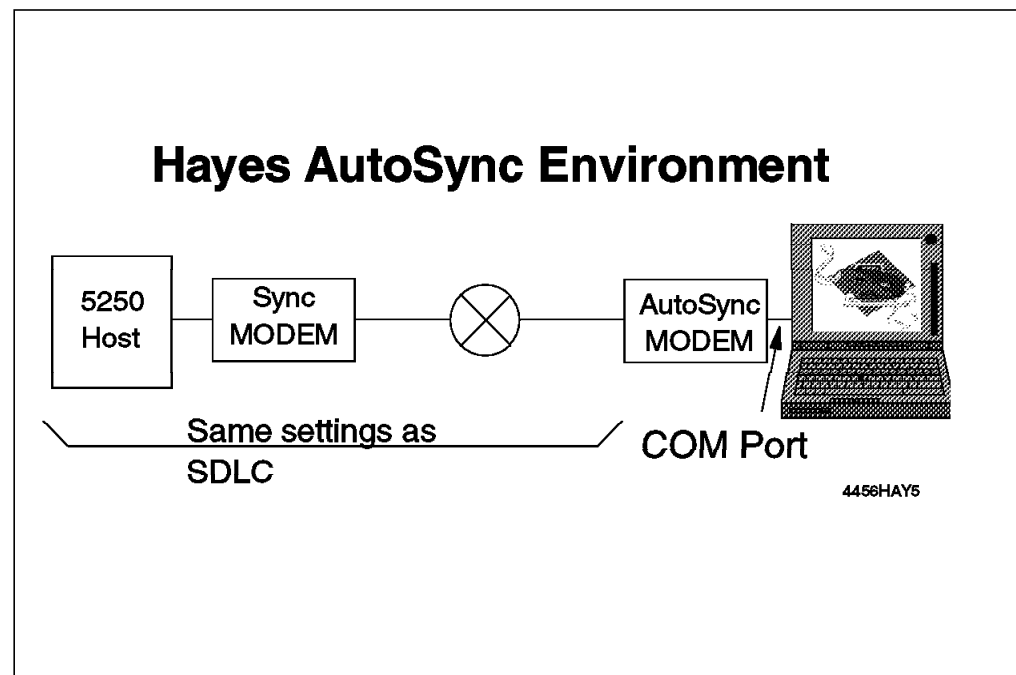 Hayes AutoSync Environment
5250
Host
Sync
MODEM
AutoSync
MODEM
Same settings as
SDLC
COM Port
4456HAY5